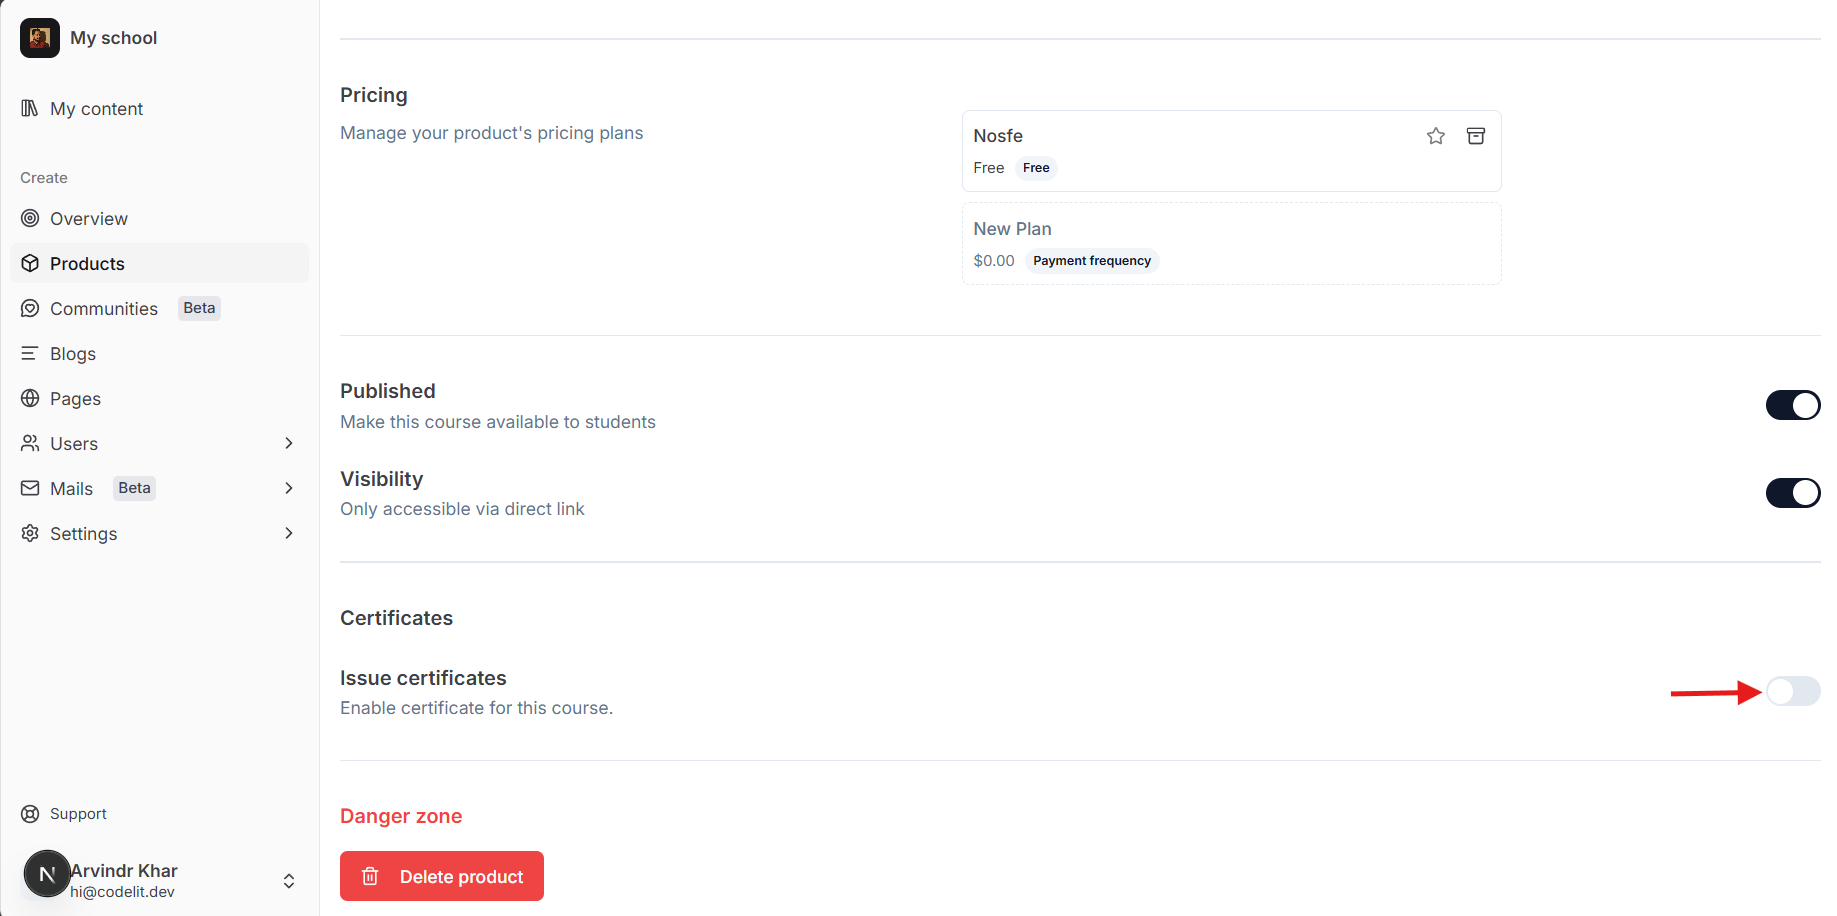 My school
My content
Create
Overview
Products
Communities Beta
Blogs
Pages
Users
Mails Beta
Settings
Support
N
Arvindr Khar
hi@codelit.dev
Pricing
Manage your product's pricing plans
Nosfe
Free Free
New Plan
$0.00 Payment frequency
Published
Make this course available to students
Visibility
Only accessible via direct link
Certificates
Issue certificates
Enable certificate for this course.
Danger zone
Delete product